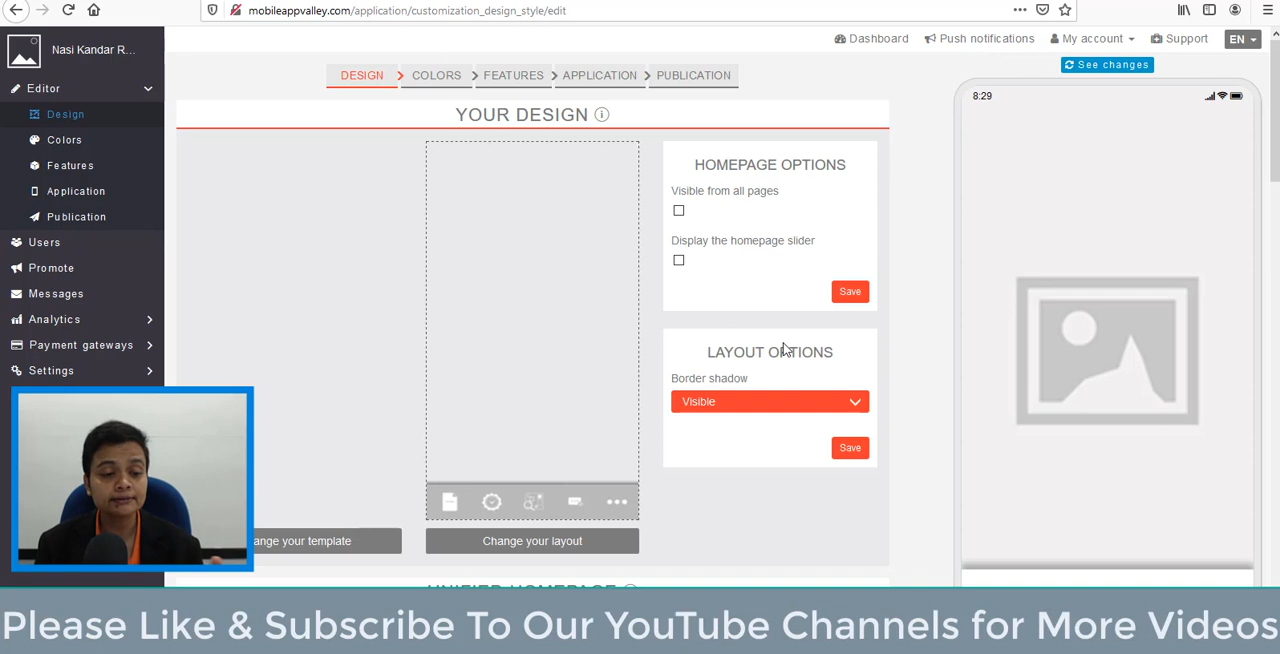 mobileappvalley.com/application/customization_design_style/edit
Nasi Kandar R...
Dashboard
Push notifications
My account
Support
EN
Editor
Design
Colors
Features
Application
Publication
Users
Promote
Messages
Analytics
Payment gateways
Settings
DESIGN
COLORS
FEATURES
APPLICATION
PUBLICATION
See changes
YOUR DESIGN
HOMEPAGE OPTIONS
Visible from all pages
Display the homepage slider
Save
LAYOUT OPTIONS
Border shadow
Visible
Save
ange your template
Change your layout
UNIFIED HOMEPAGE
8:29
Please Like & Subscribe To Our YouTube Channels for More Videos